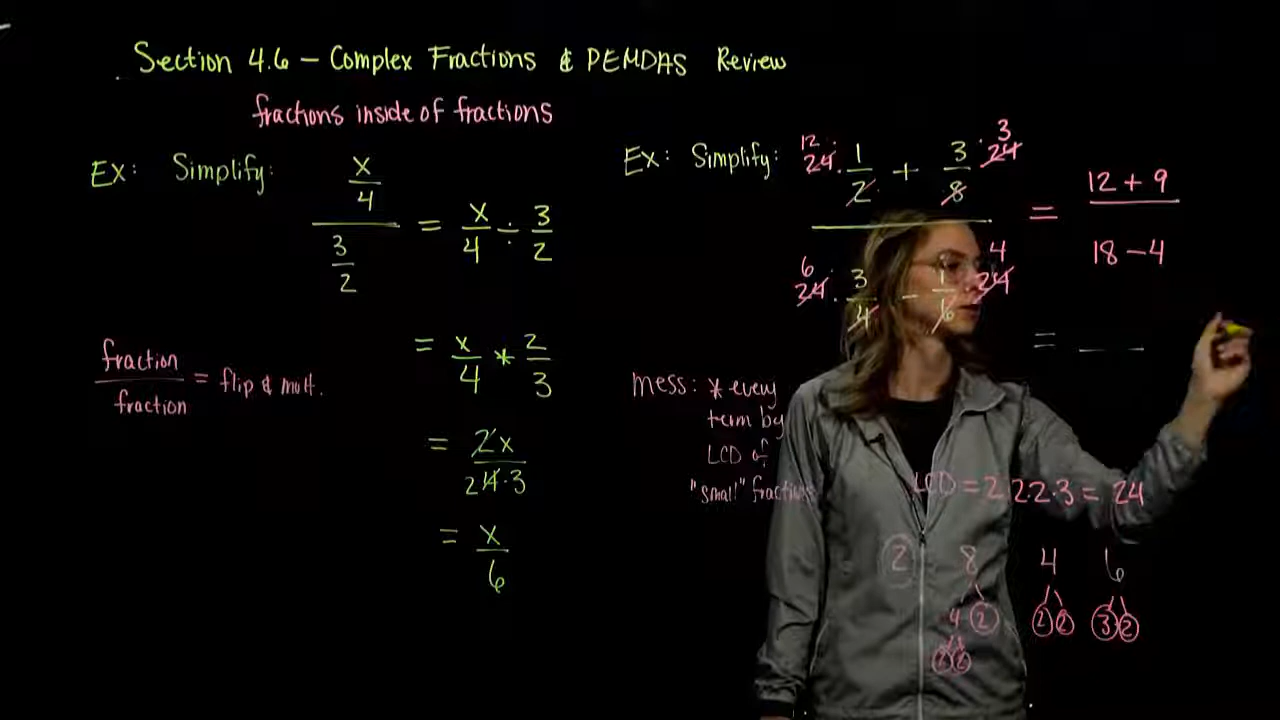 Section 4.6 – Complex Fractions & PEMDAS Review
fractions inside of fractions
Ex: Simplify:
x/4
3/2
= x/4 ÷ 3/2
= x/4 * 2/3
= 2x
24·3
= x/6
fraction
fraction
= flip & mult.
Ex: Simplify:
12
24 · 1/2 + 3/8 · 24
3
6
24 · 3/4 – 1/6 · 24
4
= 12 + 9
18 – 4
=
mess: * every
term by
LCD of
"small" fractions
LCD = 2 2·2·3 = 24
2 8 4 6
4 2 2 2 3 2
2 2